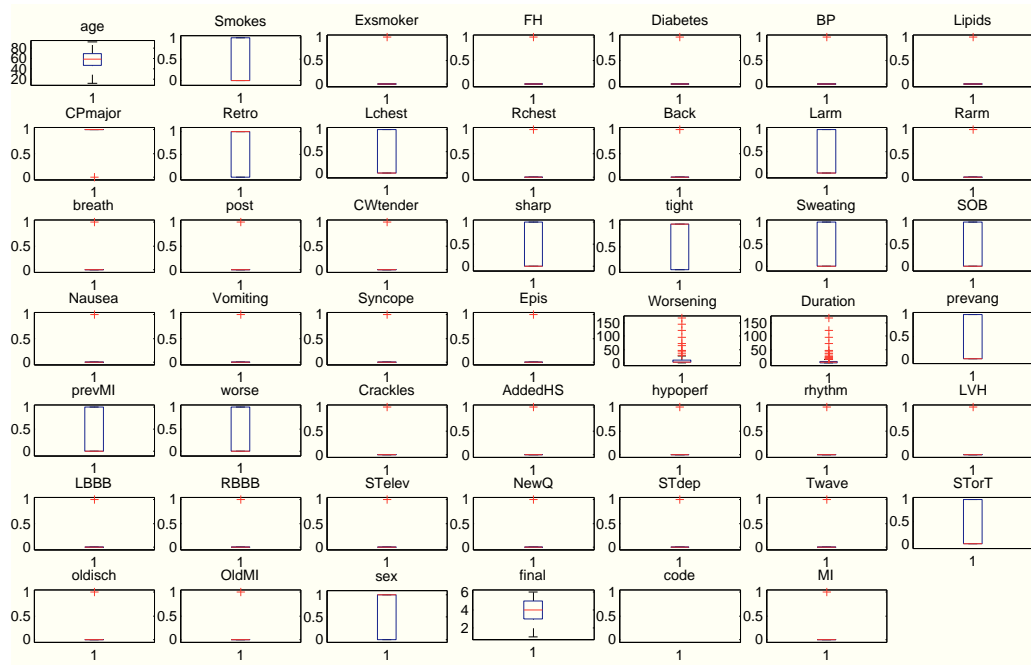 age Smokes Exsmoker FH Diabetes BP Lipids
80 1 1 1 1 1 1
60 0.5 0.5 0.5 0.5 0.5 0.5
40
20 0 0 0 0 0 0
1 1 1 1 1 1 1
CPmajor Retro Lchest Rchest Back Larm Rarm
1 1 1 1 1 1 1
0.5 0.5 0.5 0.5 0.5 0.5 0.5
0 0 0 0 0 0 0
1 1 1 1 1 1 1
breath post CWtender sharp tight Sweating SOB
1 1 1 1 1 1 1
0.5 0.5 0.5 0.5 0.5 0.5 0.5
0 0 0 0 0 0 0
1 1 1 1 1 1 1
Nausea Vomiting Syncope Epis Worsening Duration prevang
1 1 1 1 150 150 1
0.5 0.5 0.5 0.5 100 100 0.5
50 50
0 0 0 0 0 0 0
1 1 1 1 1 1 1
prevMI worse Crackles AddedHS hypoperf rhythm LVH
1 1 1 1 1 1 1
0.5 0.5 0.5 0.5 0.5 0.5 0.5
0 0 0 0 0 0 0
1 1 1 1 1 1 1
LBBB RBBB STelev NewQ STdep Twave STorT
1 1 1 1 1 1 1
0.5 0.5 0.5 0.5 0.5 0.5 0.5
0 0 0 0 0 0 0
1 1 1 1 1 1 1
oldisch OldMI sex final code MI
1 1 1 6 1 1
0.5 0.5 0.5 4 0.5 0.5
0 0 0 2 0 0
1 1 1 1 1 1